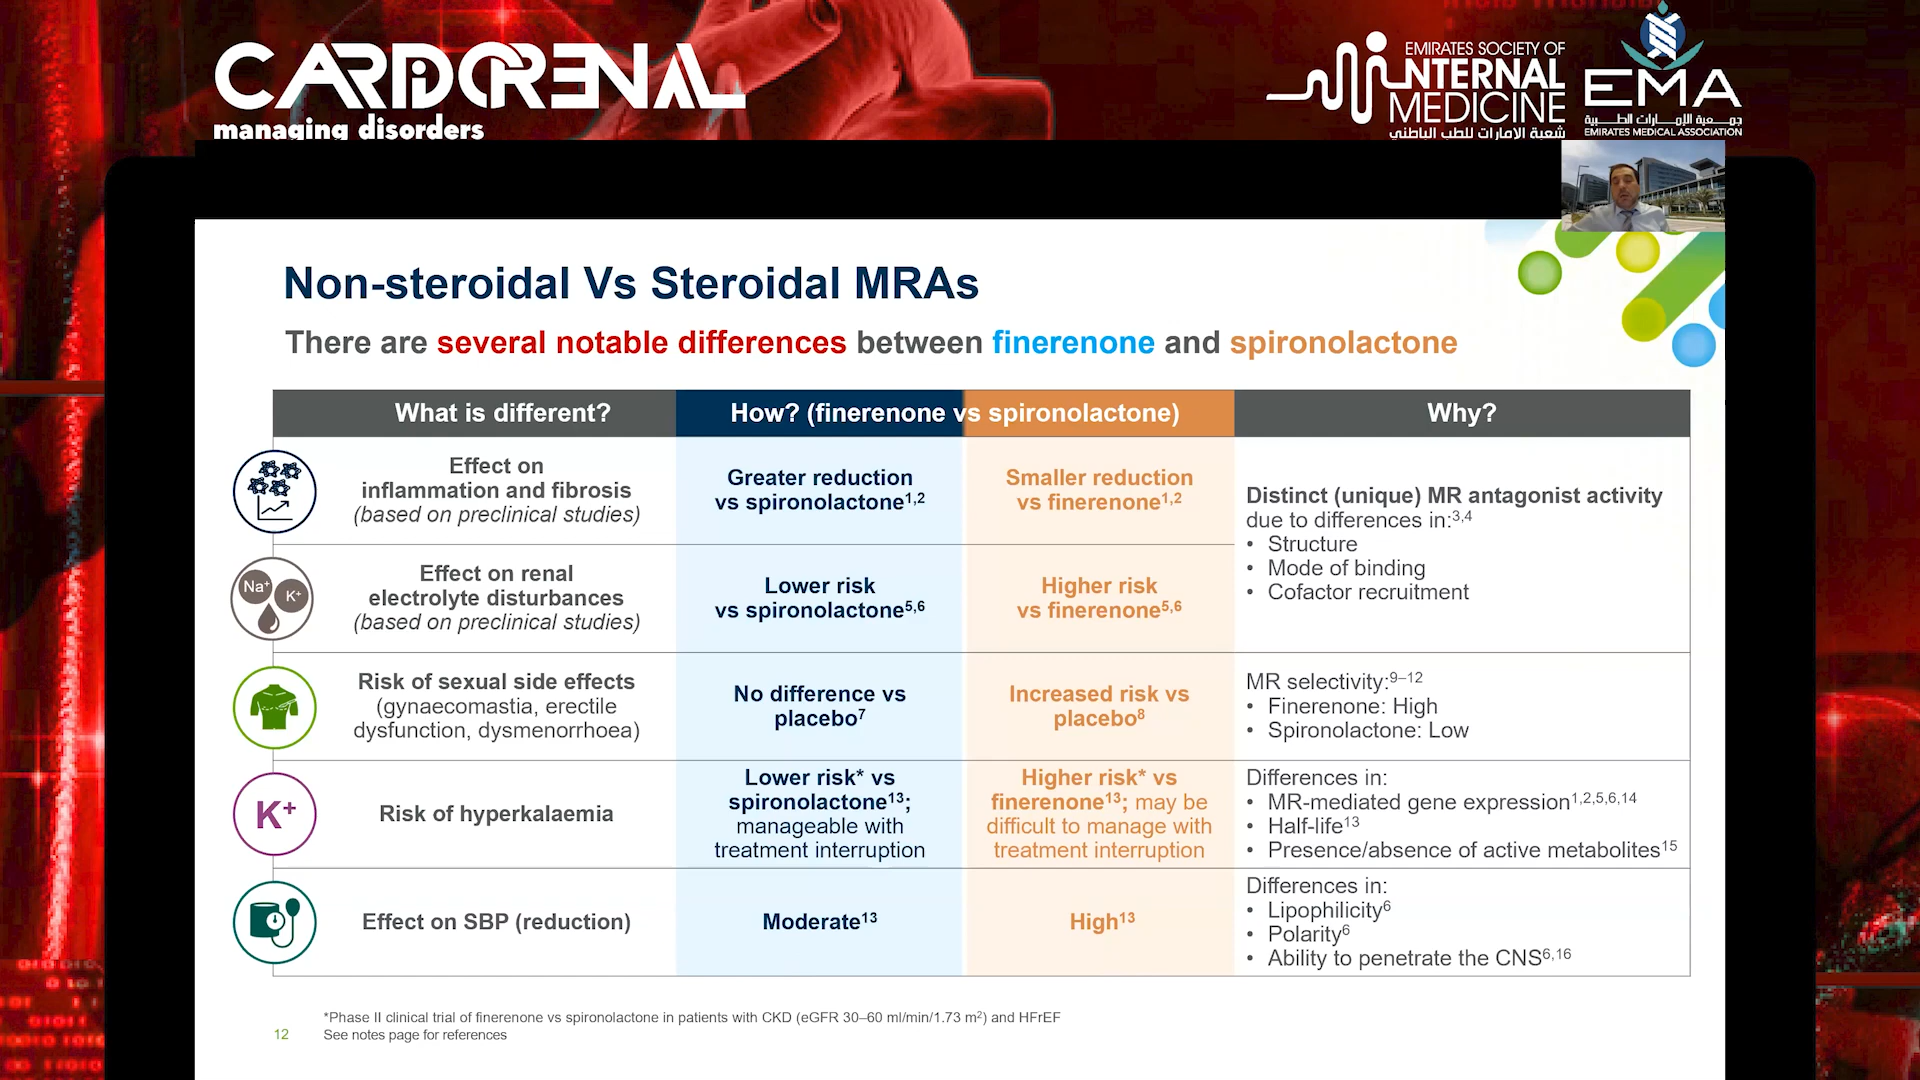 CARDIORENAL
managing disorders
EMIRATES SOCIETY OF
INTERNAL
MEDICINE
شعبة الامارات للطب الباطني
EMA
جمعية الإمارات الطبية
EMIRATES MEDICAL ASSOCIATION
Non-steroidal Vs Steroidal MRAs
There are several notable differences between finerenone and spironolactone
What is different?
How? (finerenone vs spironolactone)
Why?
Effect on
inflammation and fibrosis
(based on preclinical studies)
Greater reduction
vs spironolactone1,2
Smaller reduction
vs finerenone1,2
Distinct (unique) MR antagonist activity
due to differences in:3,4
• Structure
• Mode of binding
• Cofactor recruitment
Na+
K+
Effect on renal
electrolyte disturbances
(based on preclinical studies)
Lower risk
vs spironolactone5,6
Higher risk
vs finerenone5,6
Risk of sexual side effects
(gynaecomastia, erectile
dysfunction, dysmenorrhoea)
No difference vs
placebo7
Increased risk vs
placebo8
MR selectivity:9–12
• Finerenone: High
• Spironolactone: Low
K+
Risk of hyperkalaemia
Lower risk* vs
spironolactone13;
manageable with
treatment interruption
Higher risk* vs
finerenone13; may be
difficult to manage with
treatment interruption
Differences in:
• MR-mediated gene expression1,2,5,6,14
• Half-life13
• Presence/absence of active metabolites15
Effect on SBP (reduction)
Moderate13
High13
Differences in:
• Lipophilicity6
• Polarity6
• Ability to penetrate the CNS6,16
*Phase II clinical trial of finerenone vs spironolactone in patients with CKD (eGFR 30–60 ml/min/1.73 m2) and HFrEF
12
See notes page for references